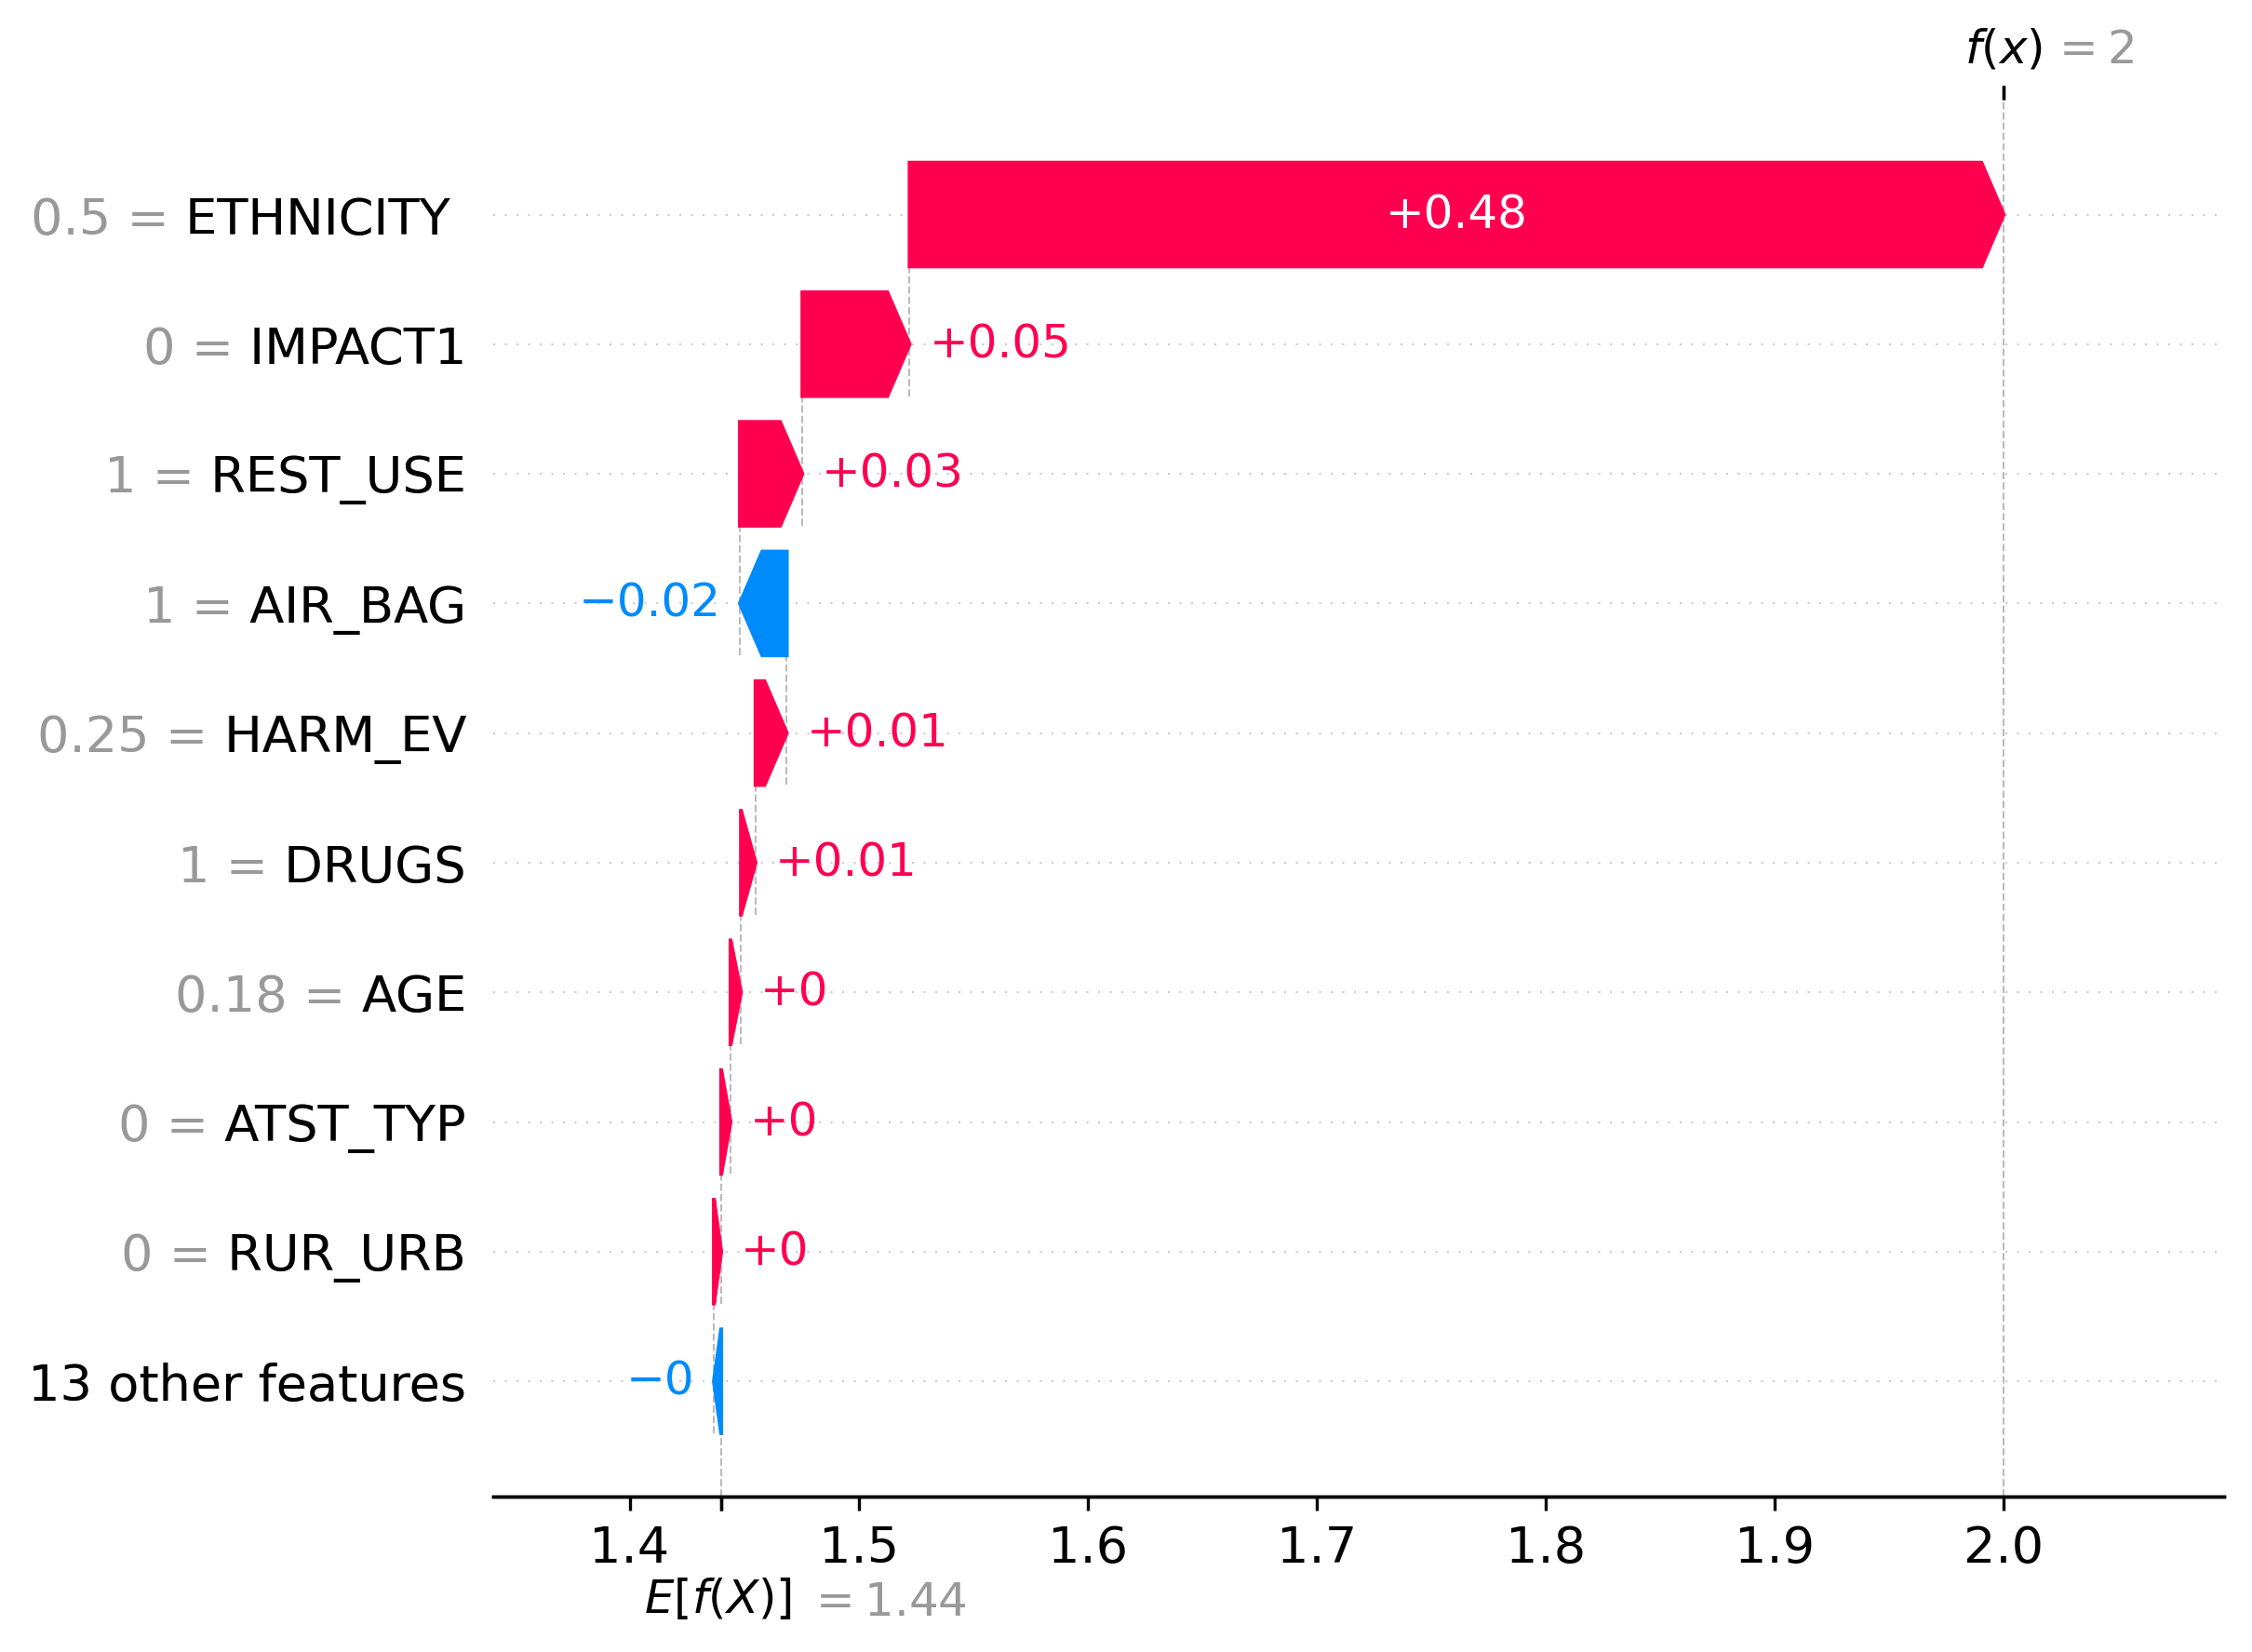 f(x) = 2
0.5 = ETHNICITY
+0.48
0 = IMPACT1
+0.05
1 = REST_USE
+0.03
1 = AIR_BAG
−0.02
0.25 = HARM_EV
+0.01
1 = DRUGS
+0.01
0.18 = AGE
+0
0 = ATST_TYP
+0
0 = RUR_URB
+0
13 other features
−0
1.4 1.5 1.6 1.7 1.8 1.9 2.0
E[f(X)] = 1.44